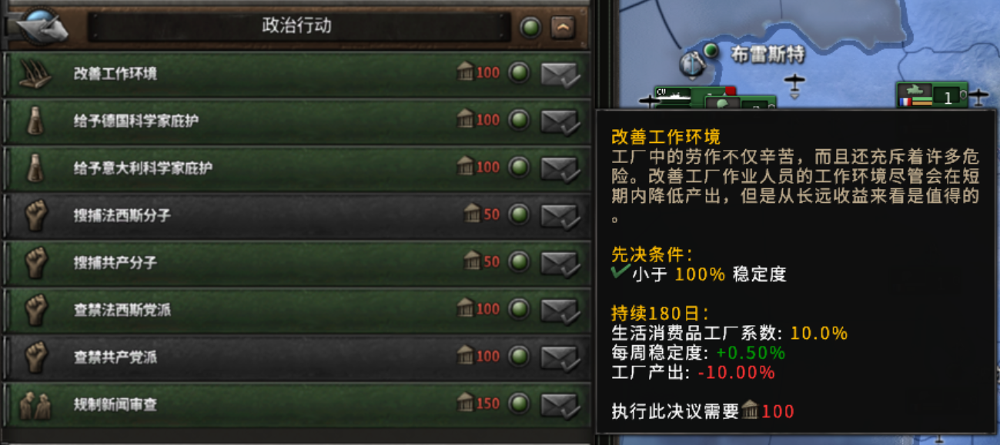 政治行动
改善工作环境 100
给予德国科学家庇护 100
给予意大利科学家庇护 100
搜捕法西斯分子 50
搜捕共产分子 50
查禁法西斯党派 100
查禁共产党派 100
规制新闻审查 150
布雷斯特
CV
1
改善工作环境
工厂中的劳作不仅辛苦，而且还充斥着许多危
险。改善工厂作业人员的工作环境尽管会在短
期内降低产出，但是从长远收益来看是值得的
。
先决条件：
小于 100% 稳定度
持续180日：
生活消费品工厂系数: 10.0%
每周稳定度: +0.50%
工厂产出: -10.00%
执行此决议需要100